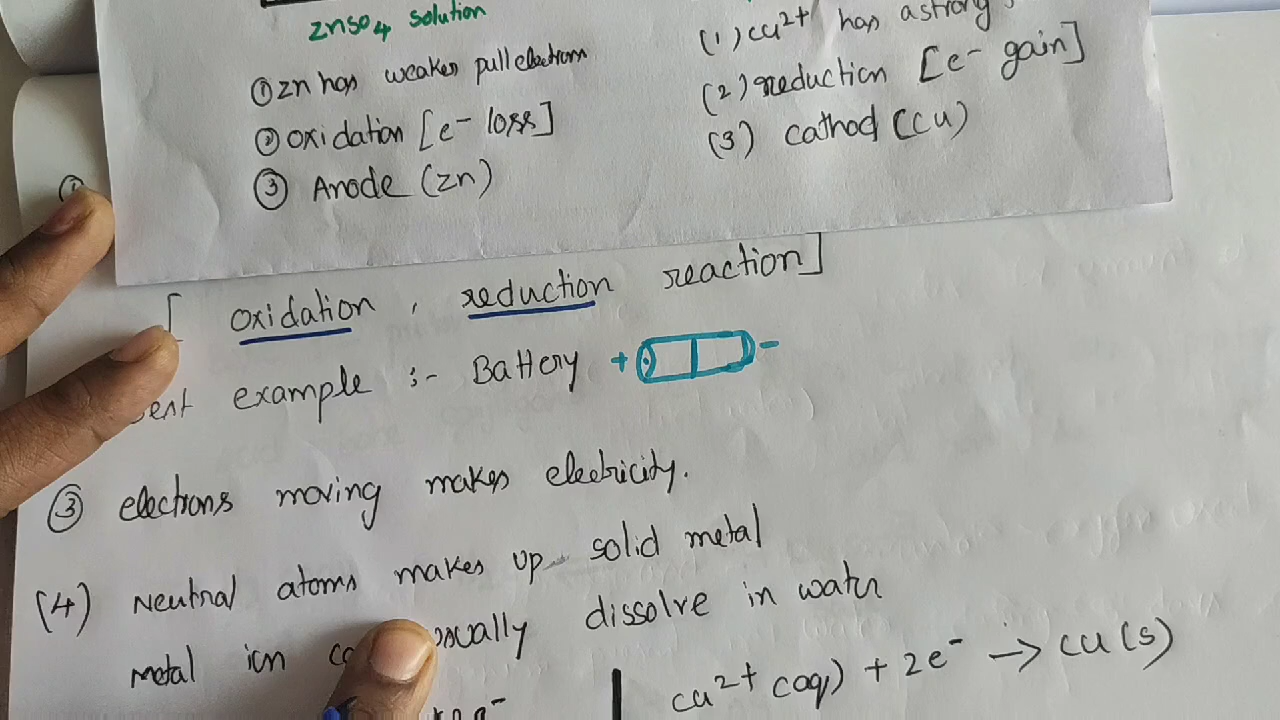 znso4 solution
① zn has weaker pull electrons
② oxidation [e- loss]
③ Anode (zn)
(1) cu2+ has a strong
(2) reduction [e- gain]
(3) cathod (cu)
①
[ oxidation , reduction reaction]
example :- Battery + -
③ electrons moving makes electricity.
(4) Neutral atoms makes up solid metal
metal ion dissolve in water
cu2+ (aq) + 2e- → cu(s)